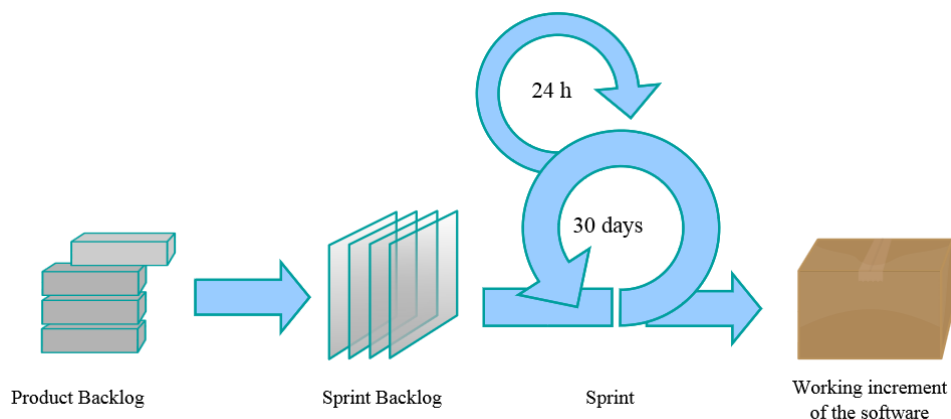 24 h
30 days
Product Backlog
Sprint Backlog
Sprint
Working increment
of the software